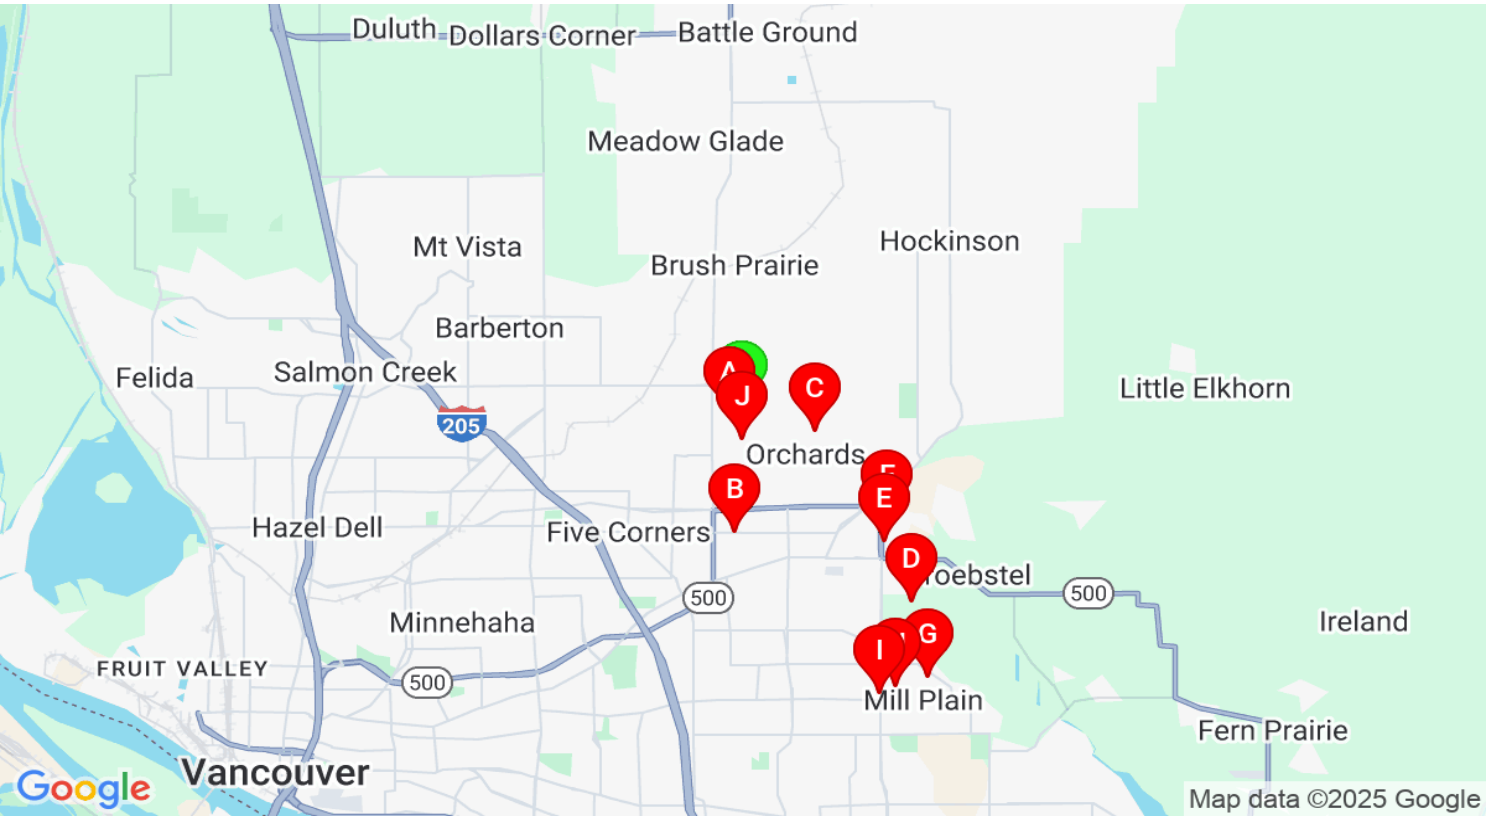 Duluth
Dollars Corner
Battle Ground
Meadow Glade
Mt Vista
Hockinson
Brush Prairie
Barberton
Felida
Salmon Creek
A
J
C
Little Elkhorn
205
Orchards
B
E
Hazel Dell
Five Corners
D
roebstel
500
500
Minnehaha
Ireland
G
I
FRUIT VALLEY
500
Mill Plain
Fern Prairie
Vancouver
Google
Map data ©2025 Google